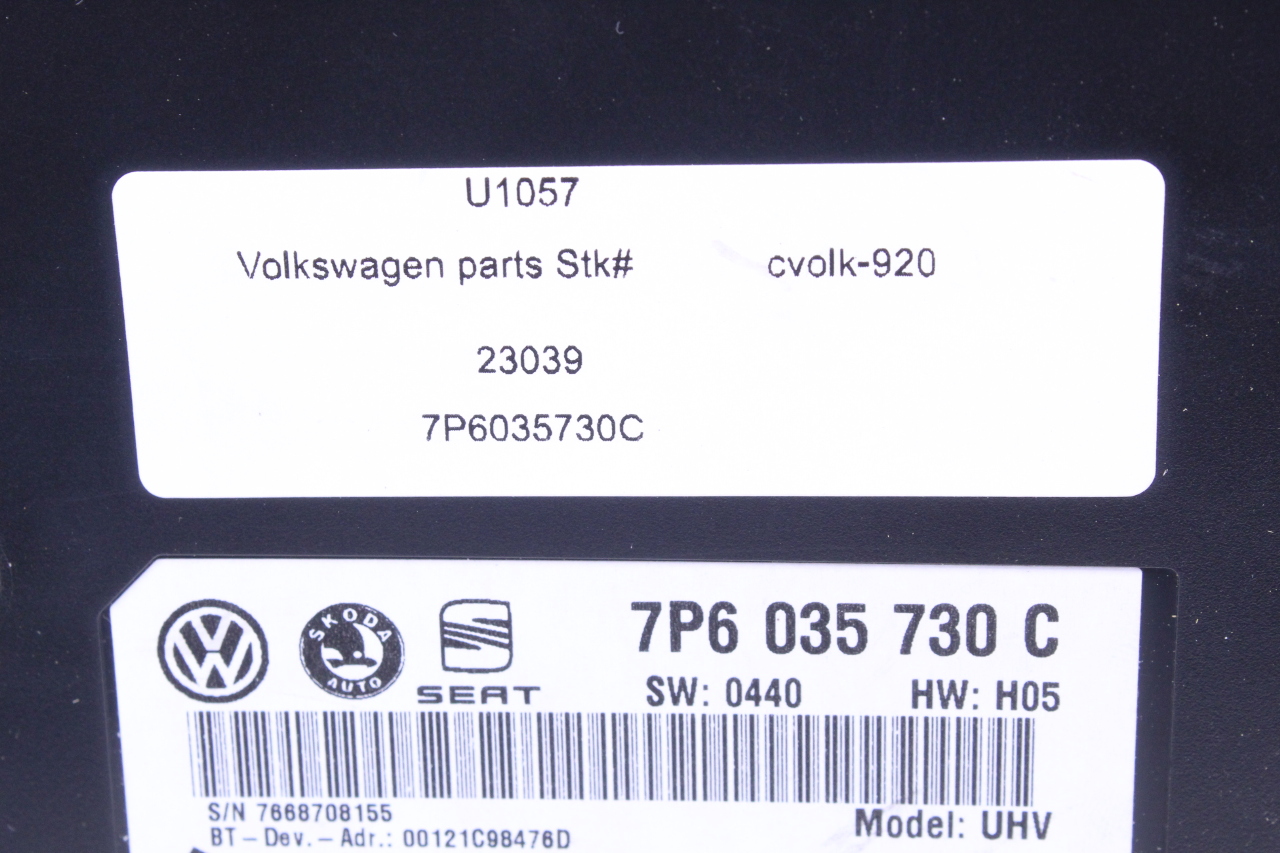 U1057
Volkswagen parts Stk# cvolk-920
23039
7P6035730C
VW SKODA AUTO SEAT
7P6 035 730 C
SW: 0440 HW: H05
S/N 7668708155
BT-Dev.-Adr.: 00121C98476D
Model: UHV